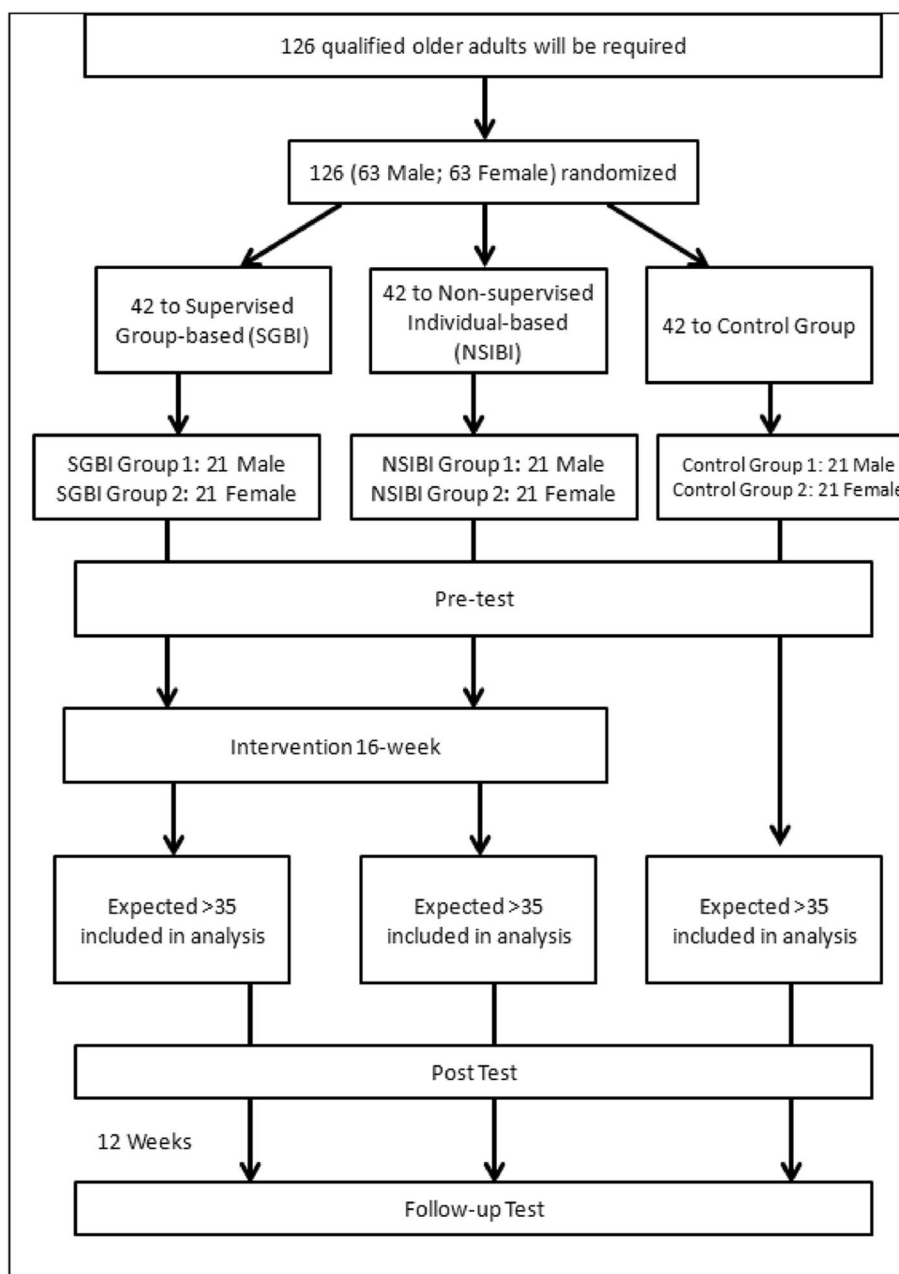 126 qualified older adults will be required
126 (63 Male; 63 Female) randomized
42 to Supervised
Group-based (SGBI)
42 to Non-supervised
Individual-based
(NSIBI)
42 to Control Group
SGBI Group 1: 21 Male
SGBI Group 2: 21 Female
NSIBI Group 1: 21 Male
NSIBI Group 2: 21 Female
Control Group 1: 21 Male
Control Group 2: 21 Female
Pre-test
Intervention 16-week
Expected >35
included in analysis
Expected >35
included in analysis
Expected >35
included in analysis
Post Test
12 Weeks
Follow-up Test